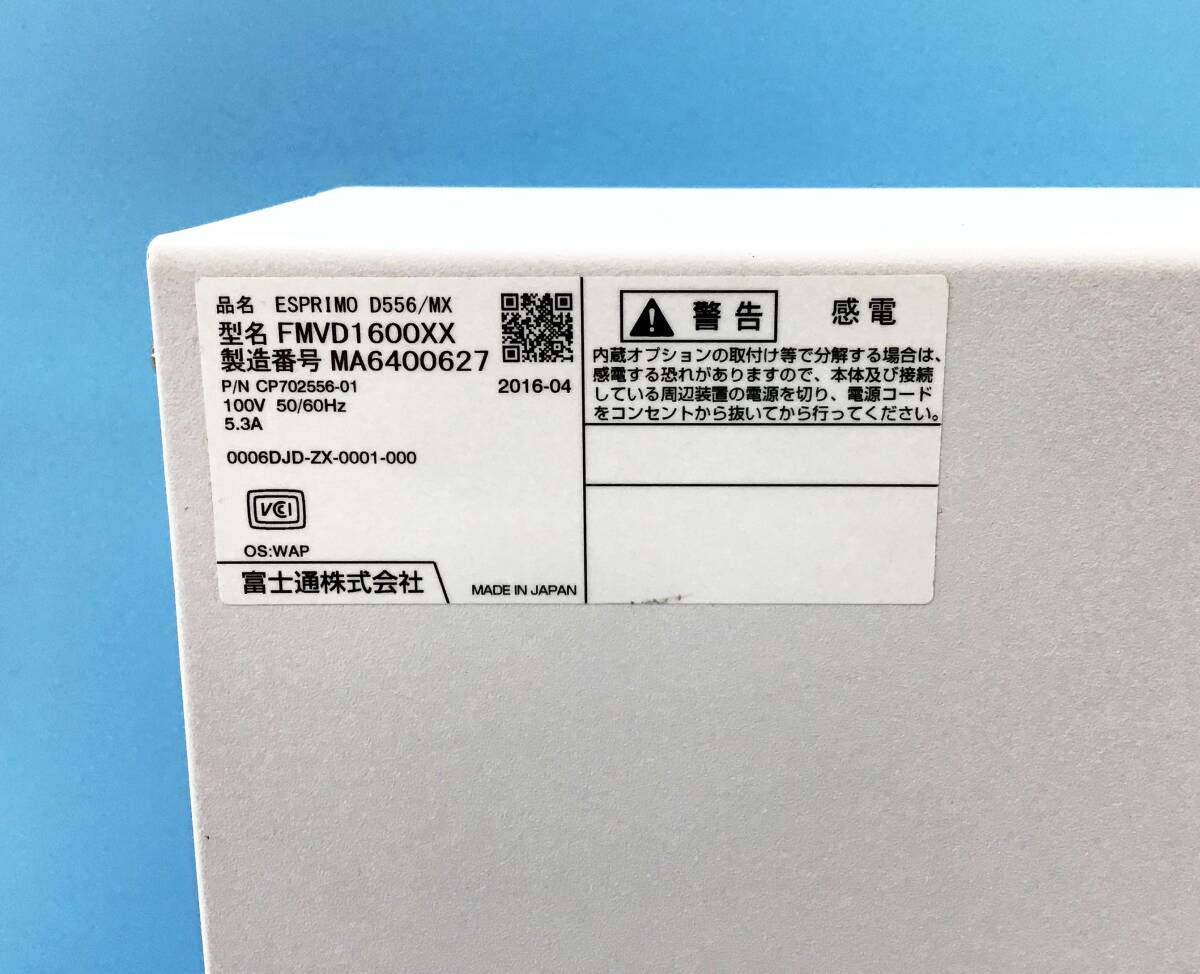 品名 ESPRIMO D556/MX
型名 FMVD1600XX
製造番号 MA6400627
P/N CP702556-01 2016-04
100V 50/60Hz
5.3A
0006DJD-ZX-0001-000
VCCI
OS:WAP
富士通株式会社
MADE IN JAPAN
警告 感電
内蔵オプションの取付け等で分解する場合は、
感電する恐れがありますので、本体及び接続
している周辺装置の電源を切り、電源コード
をコンセントから抜いてから行ってください。